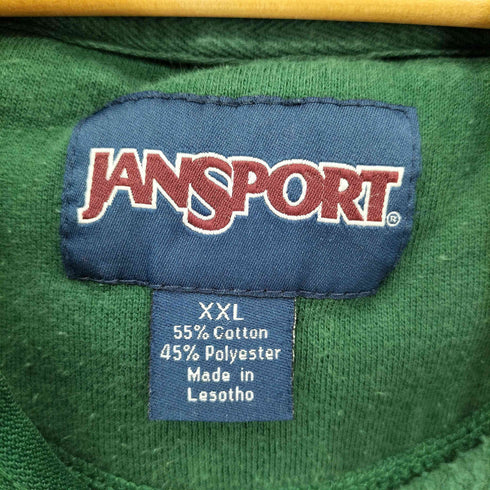 JANSPORT®
XXL
55% Cotton
45% Polyester
Made in
Lesotho